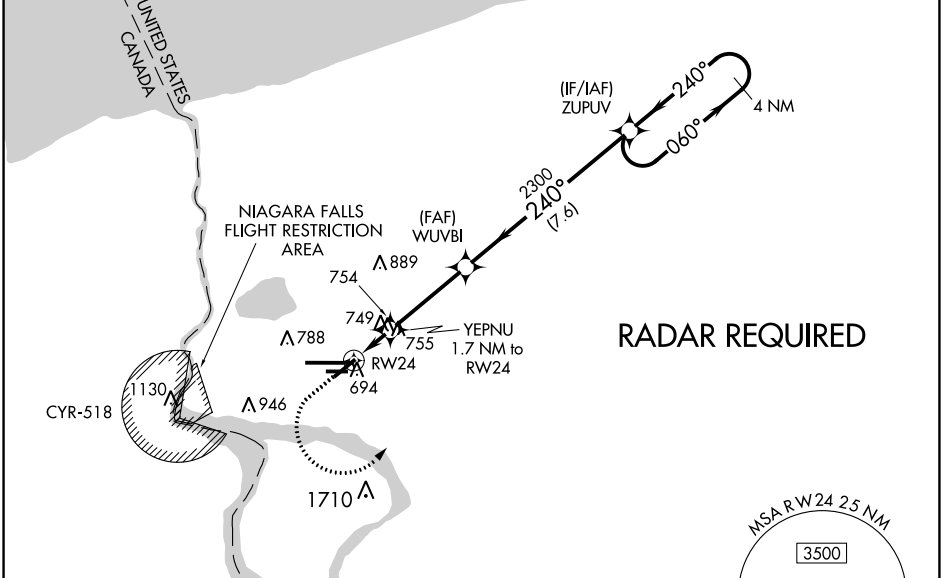 UNITED STATES
CANADA
(IF/IAF)
ZUPUV
240°
4 NM
060°
2300
240°
(7.6)
NIAGARA FALLS
FLIGHT RESTRICTION
AREA
(FAF)
WUVBI
889
754
749
755
YEPNU
1.7 NM to
RW24
788
RW24
694
RADAR REQUIRED
1130
CYR-518
946
1710
MSA RW24 25 NM
3500